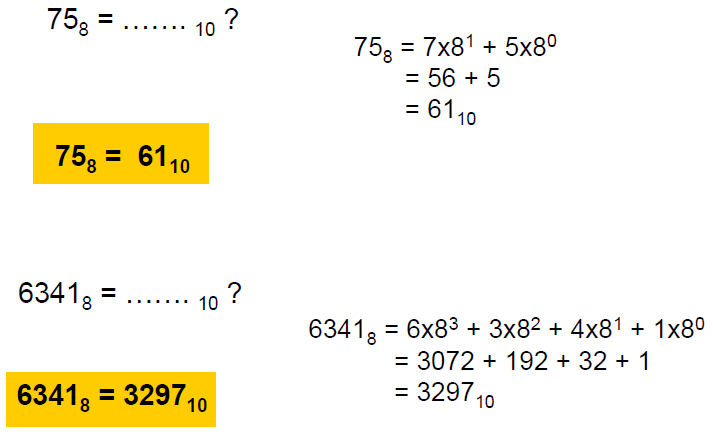 75₈ = ....... ₁₀ ?
75₈ = 7x8¹ + 5x8⁰
= 56 + 5
= 61₁₀
75₈ = 61₁₀
6341₈ = ....... ₁₀ ?
6341₈ = 6x8³ + 3x8² + 4x8¹ + 1x8⁰
= 3072 + 192 + 32 + 1
= 3297₁₀
6341₈ = 3297₁₀